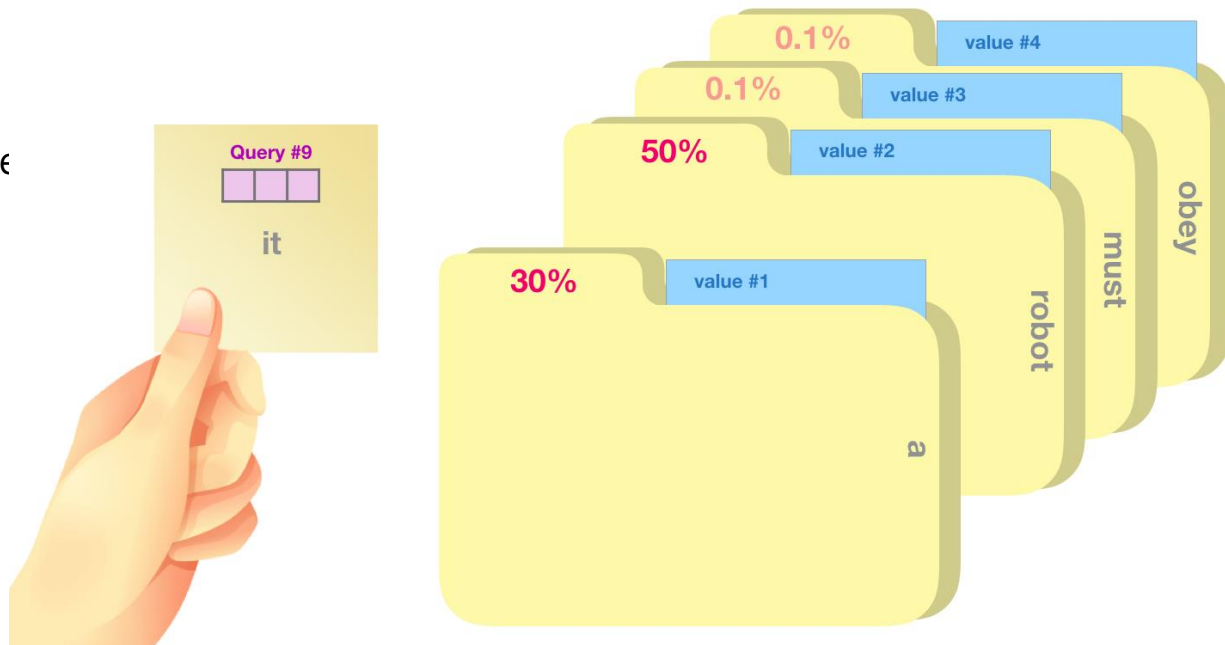 e
Query #9
it
30%
value #1
a
50%
value #2
robot
0.1%
value #3
must
0.1%
value #4
obey